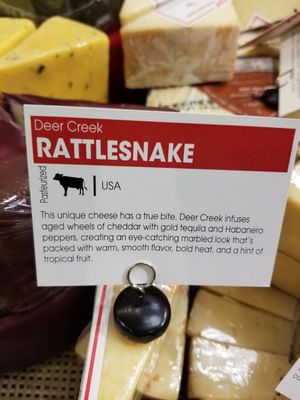 Deer Creek
RATTLESNAKE
Pasteurized
USA
This unique cheese has a true bite. Deer Creek infuses
aged wheels of cheddar with gold tequila and Habanero
peppers, creating an eye-catching marbled look that's
packed with warm, smooth flavor, bold heat, and a hint of
tropical fruit.